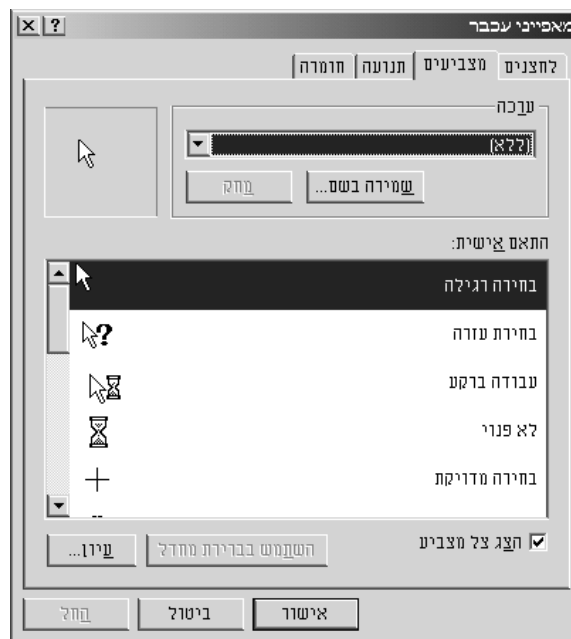 מאפייני עכבר
לחצנים מצביעים תנועה חומרה
ערכה
(ללא)
שמירה בשם... מחק
התאם אישית:
בחירה רגילה
בחירת עזרה
עבודה ברקע
לא פנוי
בחירה מדויקת
הצג צל מצביע השתמש בברירת מחדל עיון...
אישור ביטול החל